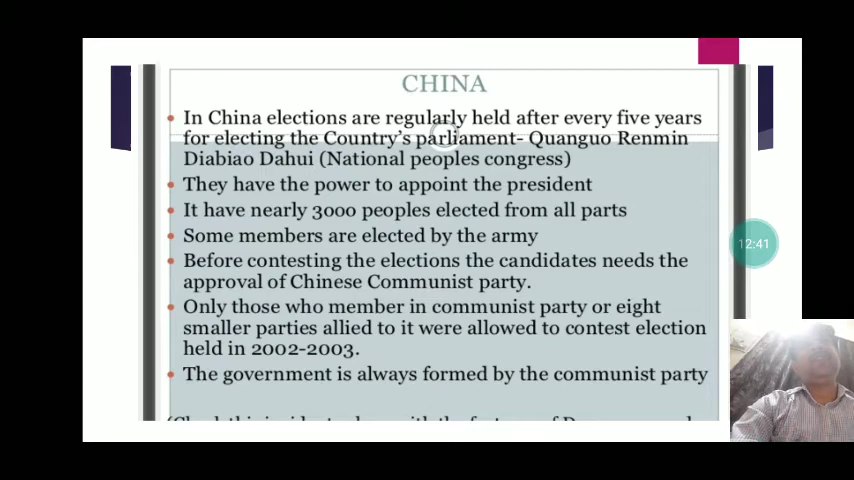 CHINA
In China elections are regularly held after every five years
for electing the Country's parliament- Quanguo Renmin
Diabiao Dahui (National peoples congress)
They have the power to appoint the president
It have nearly 3000 peoples elected from all parts
Some members are elected by the army
12:41
Before contesting the elections the candidates needs the
approval of Chinese Communist party.
Only those who member in communist party or eight
smaller parties allied to it were allowed to contest election
held in 2002-2003.
The government is always formed by the communist party